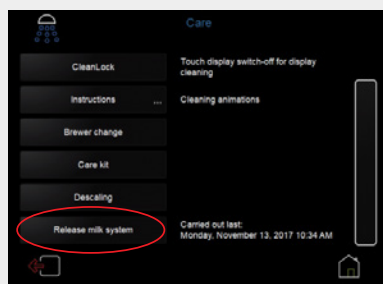 Care
CleanLock
Touch display switch-off for display
cleaning
Instructions ...
Cleaning animations
Brewer change
Care kit
Descaling
Release milk system
Carried out last:
Monday, November 13, 2017 10:34 AM